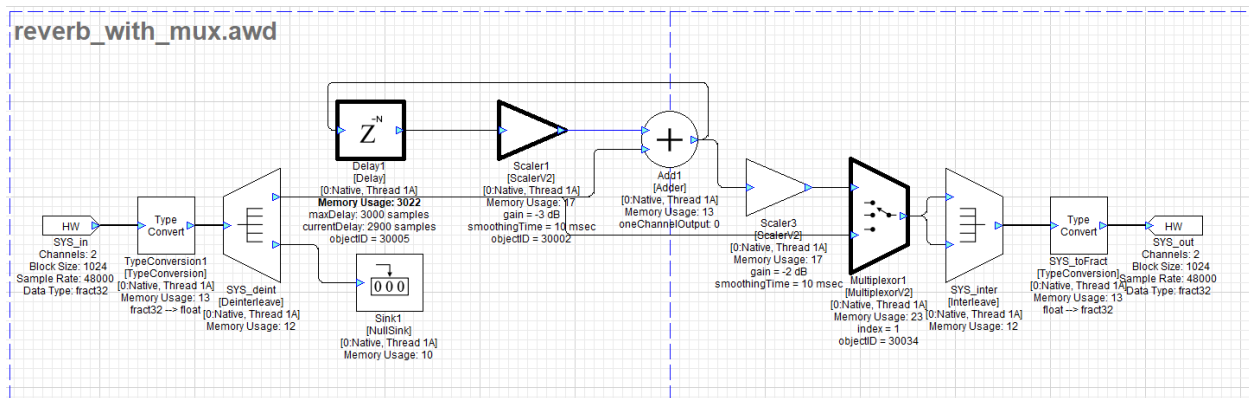 reverb_with_mux.awd
HW
SYS_in
Channels: 2
Block Size: 1024
Sample Rate: 48000
Data Type: fract32
Type
Convert
TypeConversion1
[TypeConversion]
[0:Native, Thread 1A]
Memory Usage: 13
fract32 --> float
SYS_deint
[Deinterleave]
[0:Native, Thread 1A]
Memory Usage: 12
Z
-N
Delay1
[Delay]
[0:Native, Thread 1A]
Memory Usage: 3022
maxDelay: 3000 samples
currentDelay: 2900 samples
objectID = 30005
000
Sink1
[NullSink]
[0:Native, Thread 1A]
Memory Usage: 10
Scaler1
[ScalerV2]
[0:Native, Thread 1A]
Memory Usage: 17
gain = -3 dB
smoothingTime = 10 msec
objectID = 30002
+
Add1
[Adder]
[0:Native, Thread 1A]
Memory Usage: 13
oneChannelOutput: 0
Scaler3
[ScalerV2]
[0:Native, Thread 1A]
Memory Usage: 17
gain = -2 dB
smoothingTime = 10 msec
Multiplexor1
[MultiplexorV2]
[0:Native, Thread 1A]
Memory Usage: 23
index = 1
objectID = 30034
SYS_inter
[Interleave]
[0:Native, Thread 1A]
Memory Usage: 12
Type
Convert
SYS_toFract
[TypeConversion]
[0:Native, Thread 1A]
Memory Usage: 13
float --> fract32
HW
SYS_out
Channels: 2
Block Size: 1024
Sample Rate: 48000
Data Type: fract32